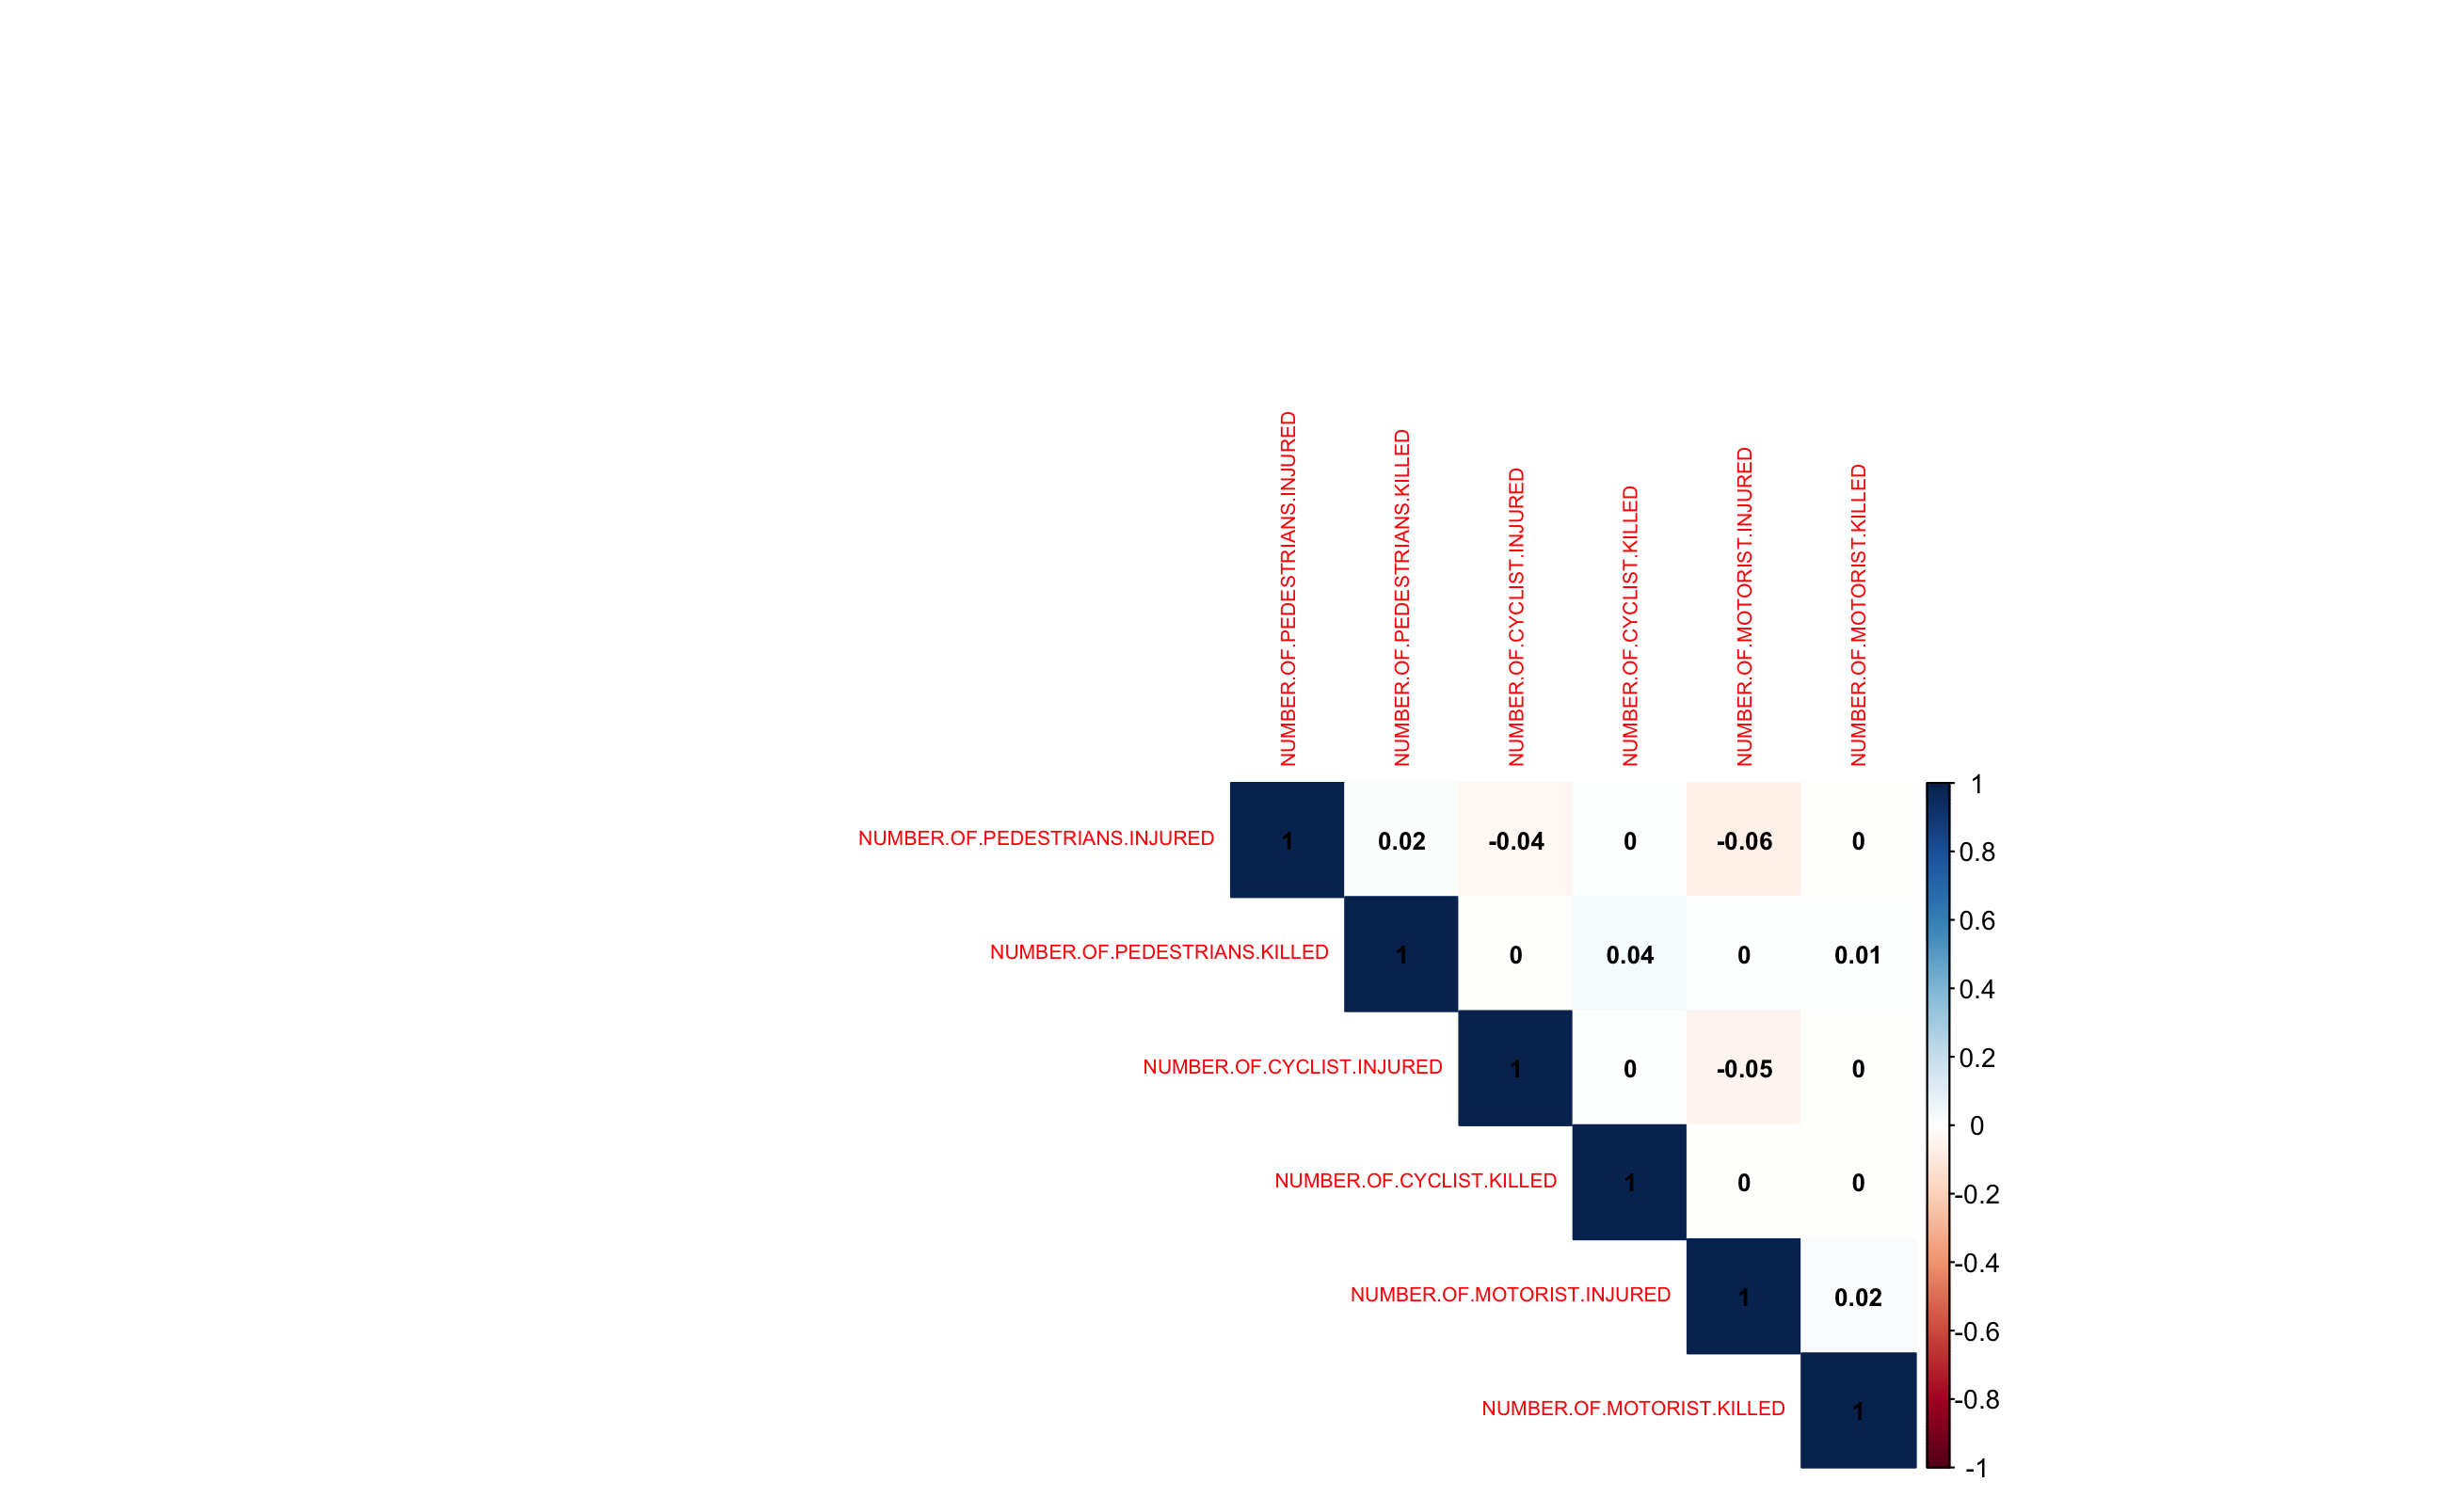 NUMBER.OF.PEDESTRIANS.INJURED
NUMBER.OF.PEDESTRIANS.KILLED
NUMBER.OF.CYCLIST.INJURED
NUMBER.OF.CYCLIST.KILLED
NUMBER.OF.MOTORIST.INJURED
NUMBER.OF.MOTORIST.KILLED
NUMBER.OF.PEDESTRIANS.INJURED 1 0.02 -0.04 0 -0.06 0
NUMBER.OF.PEDESTRIANS.KILLED 1 0 0.04 0 0.01
NUMBER.OF.CYCLIST.INJURED 1 0 -0.05 0
NUMBER.OF.CYCLIST.KILLED 1 0 0
NUMBER.OF.MOTORIST.INJURED 1 0.02
NUMBER.OF.MOTORIST.KILLED 1
1
0.8
0.6
0.4
0.2
0
-0.2
-0.4
-0.6
-0.8
-1